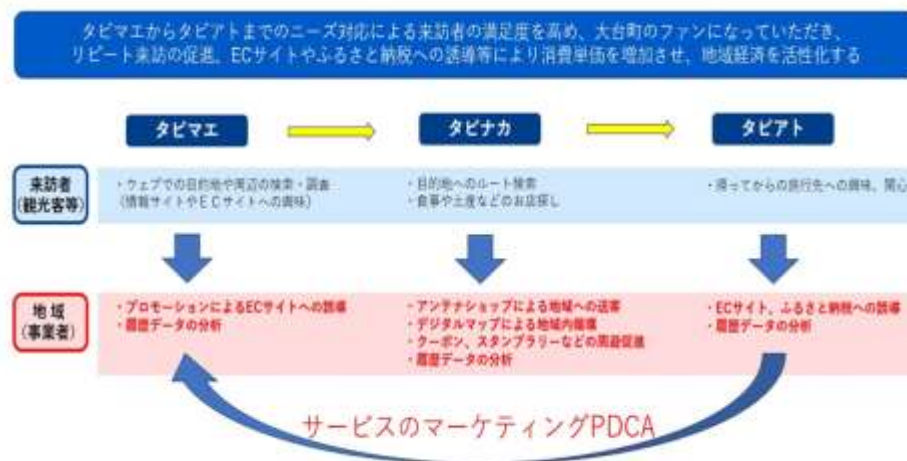 タビマエからタビアトまでのニーズ対応による来訪者の満足度を高め、大台町のファンになっていただき、
リピート来訪の促進、ECサイトやふるさと納税への誘導等により消費単価を増加させ、地域経済を活性化する
タビマエ
タビナカ
タビアト
来訪者
(観光客等)
・ウェブでの目的地や周辺の検索・調査
(情報サイトやECサイトへの興味)
・目的地へのルート検索
・食事や土産などのお店探し
・帰ってからの旅行先への興味、関心
地域
(事業者)
・プロモーションによるECサイトへの誘導
・履歴データの分析
・アンテナショップによる地域への送客
・デジタルマップによる地域内
・クーポン、スタンプラリーなどの周遊促進
・履歴データの分析
・ECサイト、ふるさと納税への誘導
・履歴データの分析
サービスのマーケティングPDCA